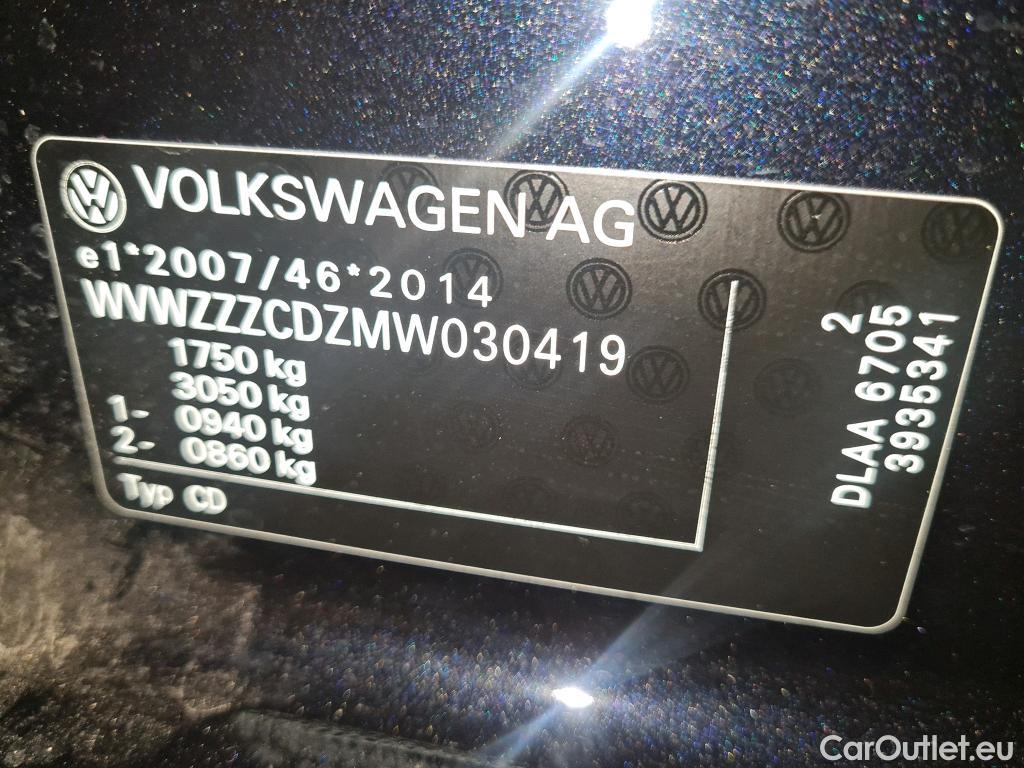 VOLKSWAGEN AG
e1*2007/46*2014
WVWZZZCDZMW030419
1750 kg
3050 kg
1- 0940 kg
2- 0860 kg
Typ CD
2
DLAA 6705
3935341
CarOutlet.eu